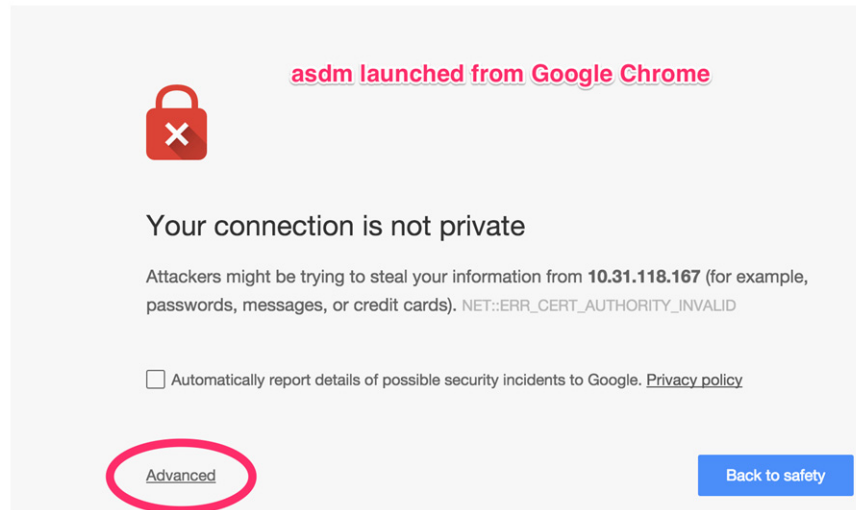 asdm launched from Google Chrome
Your connection is not private
Attackers might be trying to steal your information from 10.31.118.167 (for example,
passwords, messages, or credit cards). NET::ERR_CERT_AUTHORITY_INVALID
Automatically report details of possible security incidents to Google. Privacy policy
Advanced
Back to safety